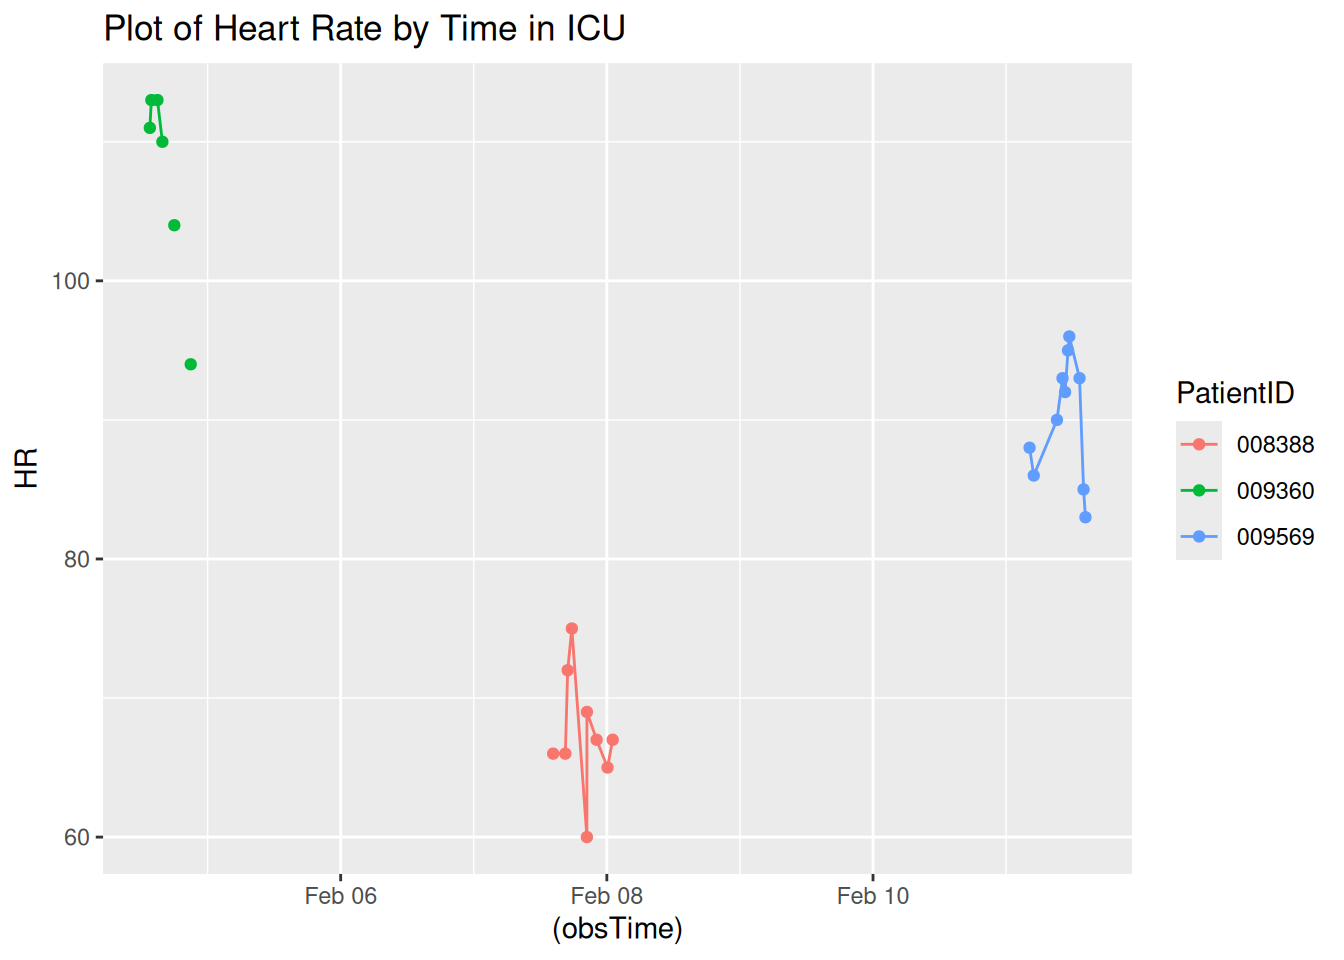 Plot of Heart Rate by Time in ICU
HR
100
80
60
Feb 06
Feb 08
Feb 10
(obsTime)
PatientID
008388
009360
009569